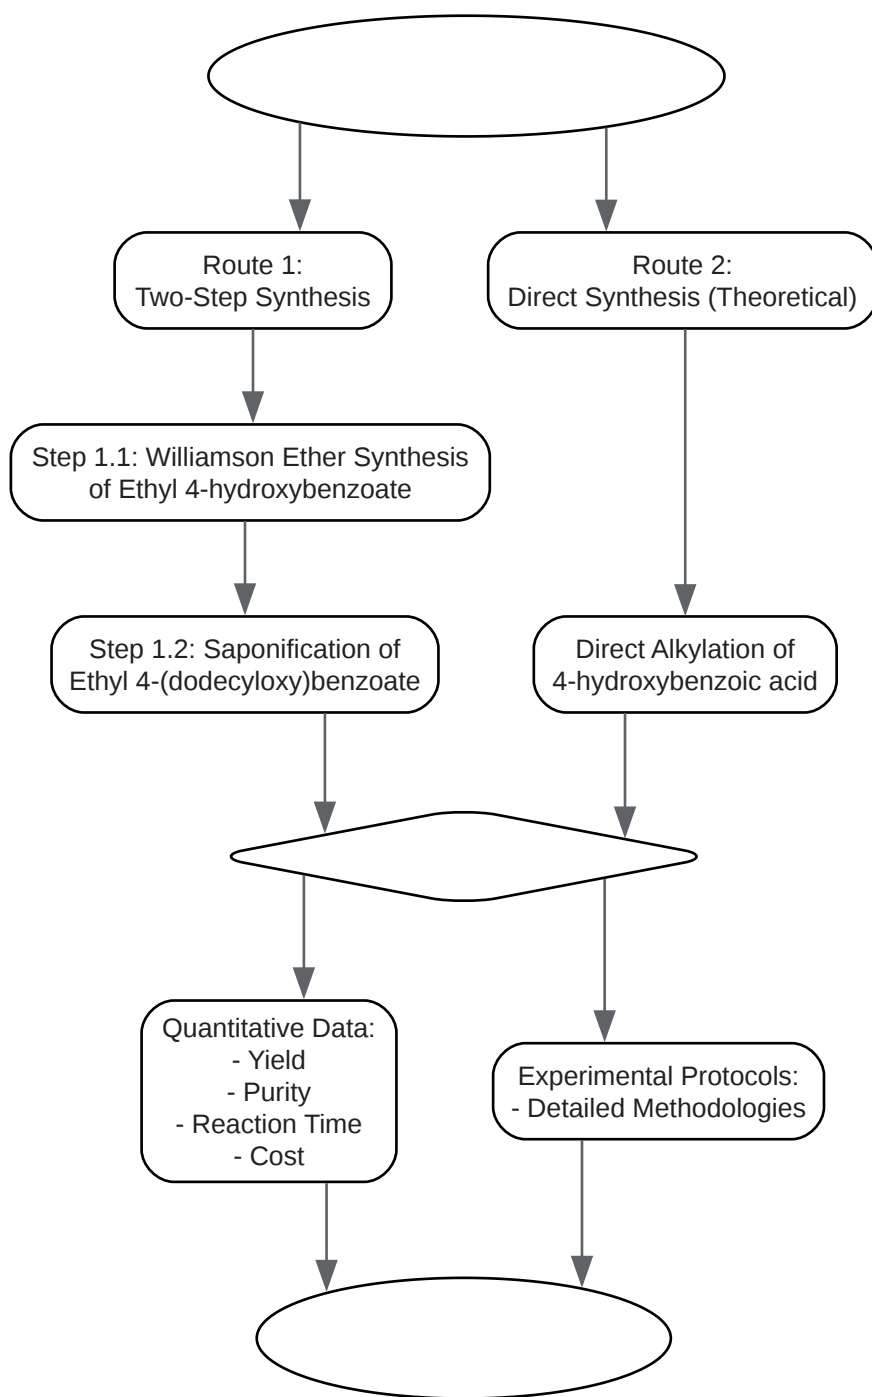 Route 1:
Two-Step Synthesis
Route 2:
Direct Synthesis (Theoretical)
Step 1.1: Williamson Ether Synthesis
of Ethyl 4-hydroxybenzoate
Step 1.2: Saponification of
Ethyl 4-(dodecyloxy)benzoate
Direct Alkylation of
4-hydroxybenzoic acid
Quantitative Data:
- Yield
- Purity
- Reaction Time
- Cost
Experimental Protocols:
- Detailed Methodologies